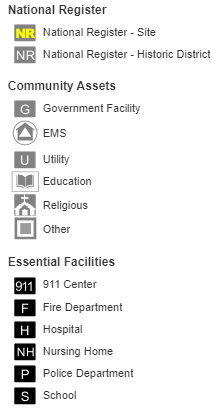 National Register
NR National Register - Site
NR National Register - Historic District
Community Assets
G Government Facility
EMS
U Utility
Education
Religious
Other
Essential Facilities
911 911 Center
F Fire Department
H Hospital
NH Nursing Home
P Police Department
S School